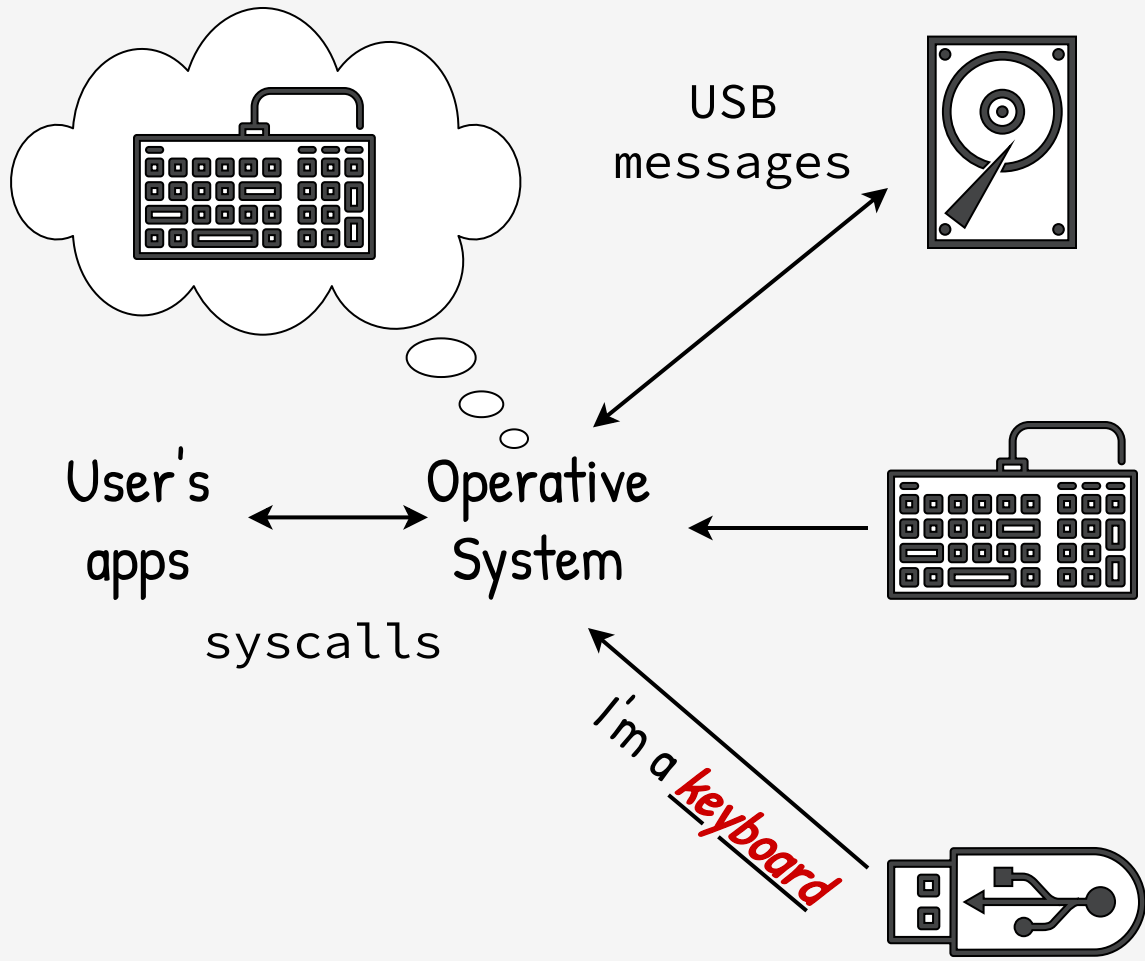 USB
messages
User's
apps
Operative
System
syscalls
I'm a keyboard